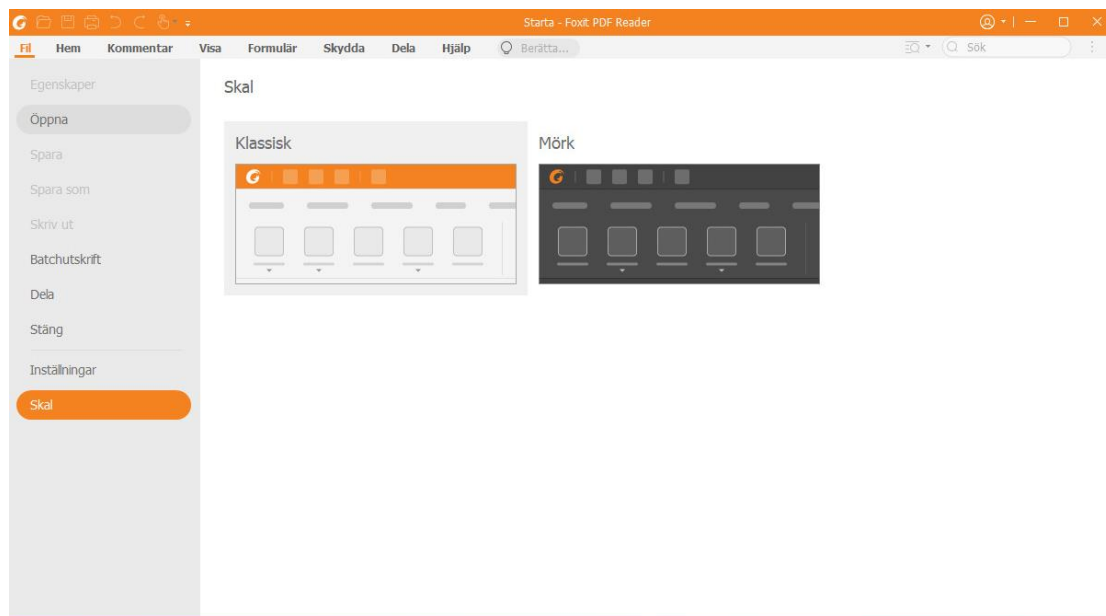 Starta - Foxit PDF Reader
Fil Hem Kommentar Visa Formulär Skydda Dela Hjälp Berätta... Sök
Egenskaper
Öppna
Spara
Spara som
Skriv ut
Batchutskrift
Dela
Stäng
Inställningar
Skal
Skal
Klassisk Mörk